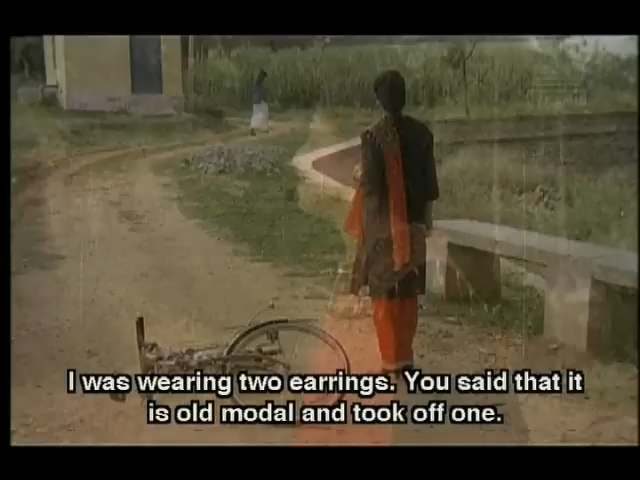 I was wearing two earrings. You said that it
is old modal and took off one.